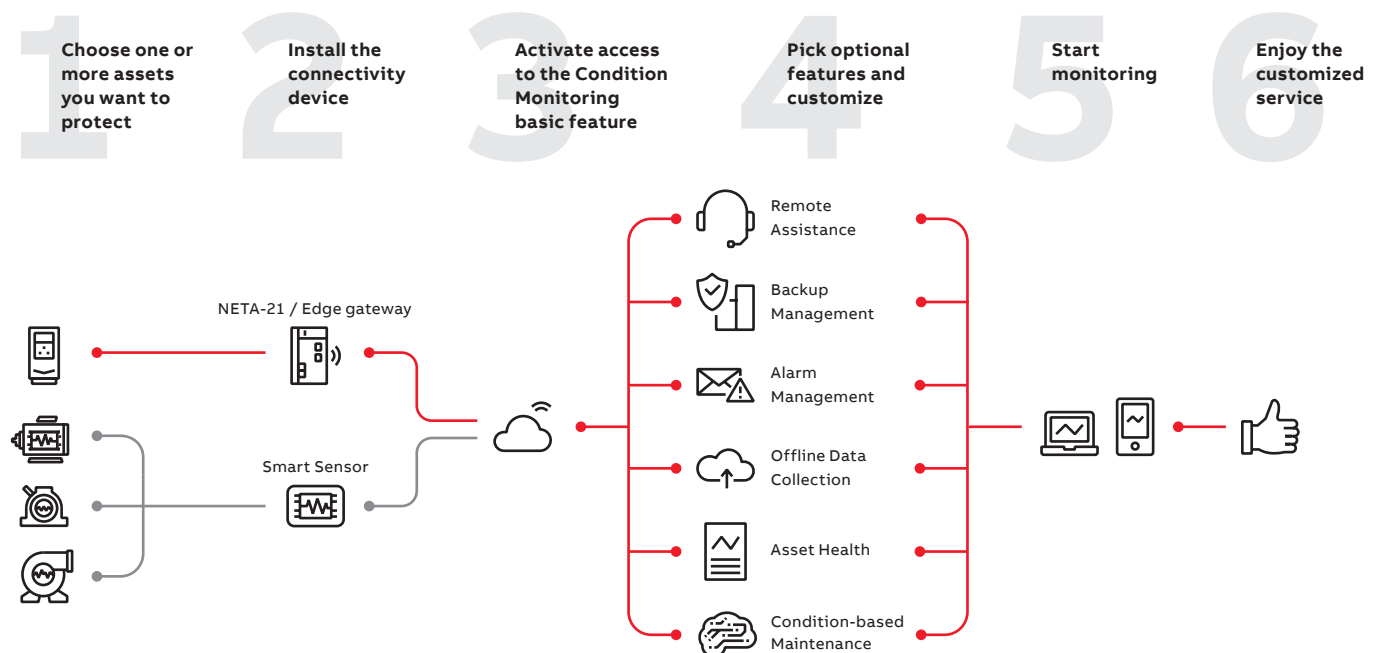 1
Choose one or
more assets
you want to
protect
2
Install the
connectivity
device
3
Activate access
to the Condition
Monitoring
basic feature
4
Pick optional
features and
customize
5
Start
monitoring
6
Enjoy the
customized
service
NETA-21 / Edge gateway
Smart Sensor
Remote
Assistance
Backup
Management
Alarm
Management
Offline Data
Collection
Asset Health
Condition-based
Maintenance